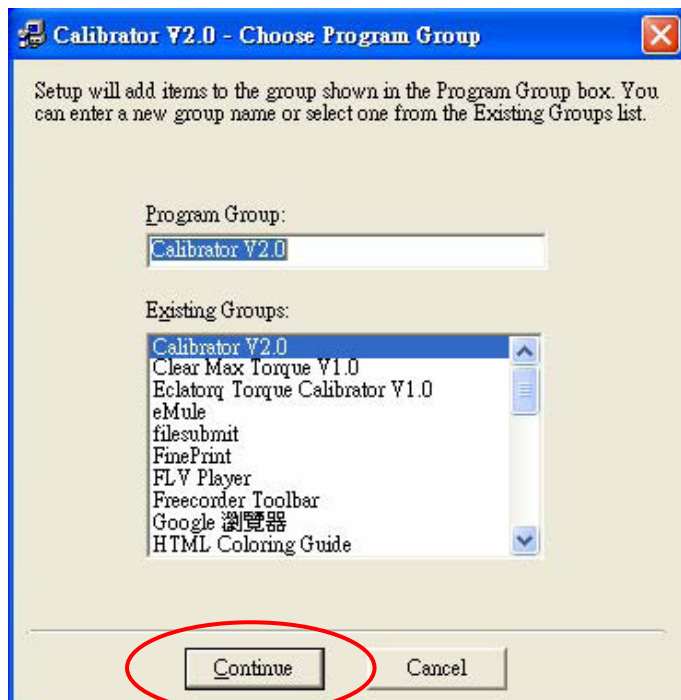 Calibrator V2.0 - Choose Program Group
Setup will add items to the group shown in the Program Group box. You
can enter a new group name or select one from the Existing Groups list.
Program Group:
Calibrator V2.0
Existing Groups:
Calibrator V2.0
Clear Max Torque V1.0
Eclatorq Torque Calibrator V1.0
eMule
filesubmit
FinePrint
FLV Player
Freecorder Toolbar
Google 瀏覽器
HTML Coloring Guide
Continue
Cancel